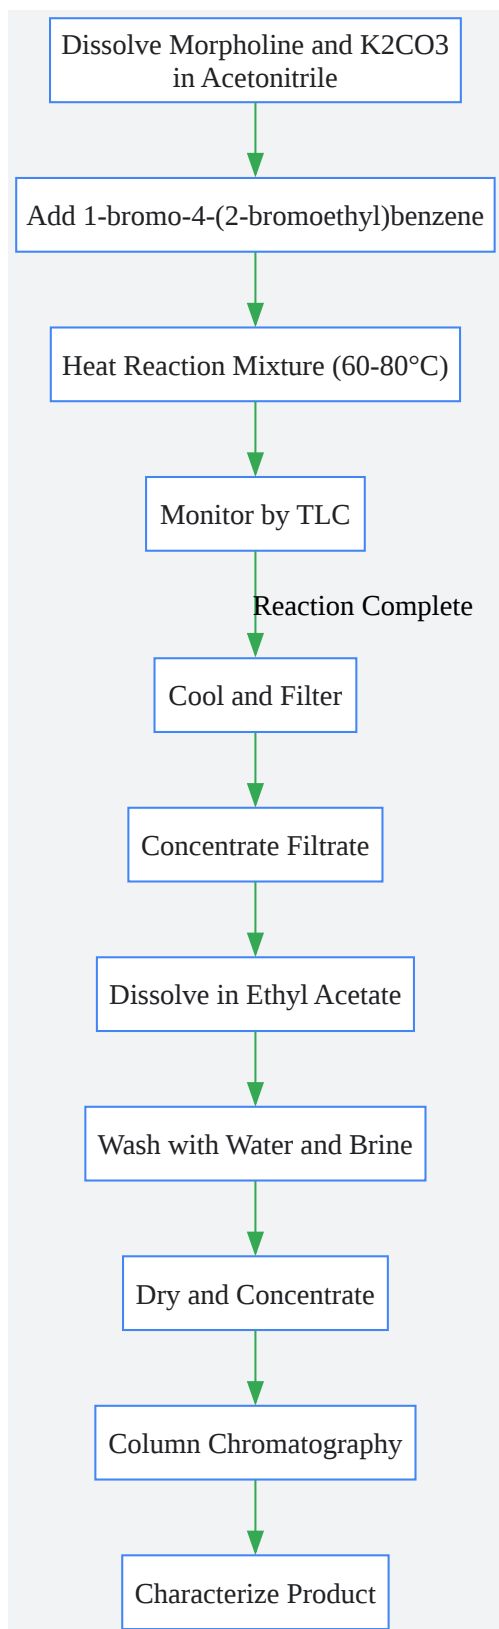 Dissolve Morpholine and K2CO3
in Acetonitrile
Add 1-bromo-4-(2-bromoethyl)benzene
Heat Reaction Mixture (60-80°C)
Monitor by TLC
Reaction Complete
Cool and Filter
Concentrate Filtrate
Dissolve in Ethyl Acetate
Wash with Water and Brine
Dry and Concentrate
Column Chromatography
Characterize Product